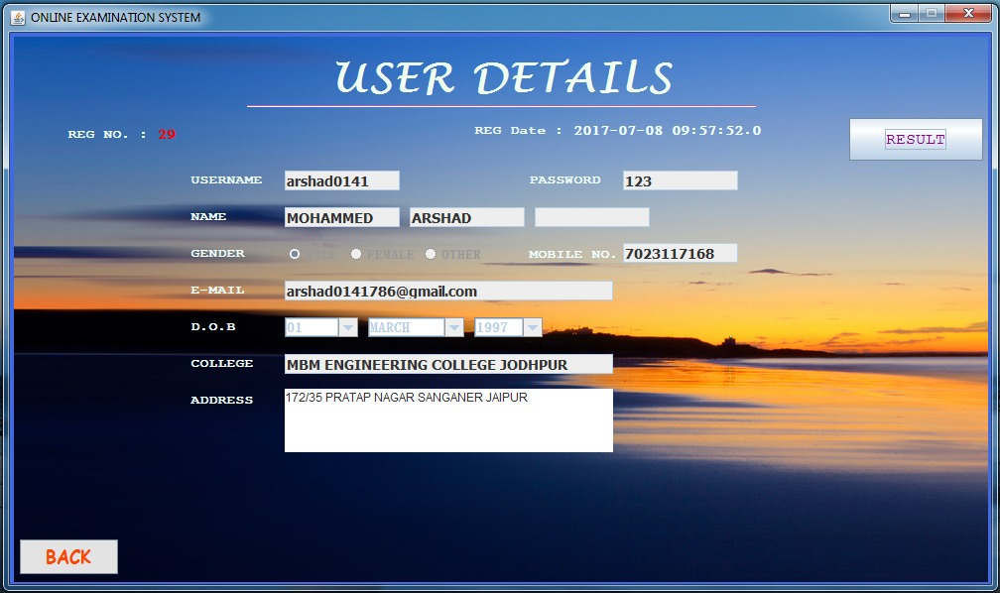 ONLINE EXAMINATION SYSTEM
USER DETAILS
REG NO. : 29
REG Date : 2017-07-08 09:57:52.0
RESULT
USERNAME arshad0141 PASSWORD 123
NAME MOHAMMED ARSHAD
GENDER MALE FEMALE OTHER MOBILE NO. 7023117168
E-MAIL arshad0141786@gmail.com
D.O.B 01 MARCH 1997
COLLEGE MBM ENGINEERING COLLEGE JODHPUR
ADDRESS 172/35 PRATAP NAGAR SANGANER JAIPUR
BACK